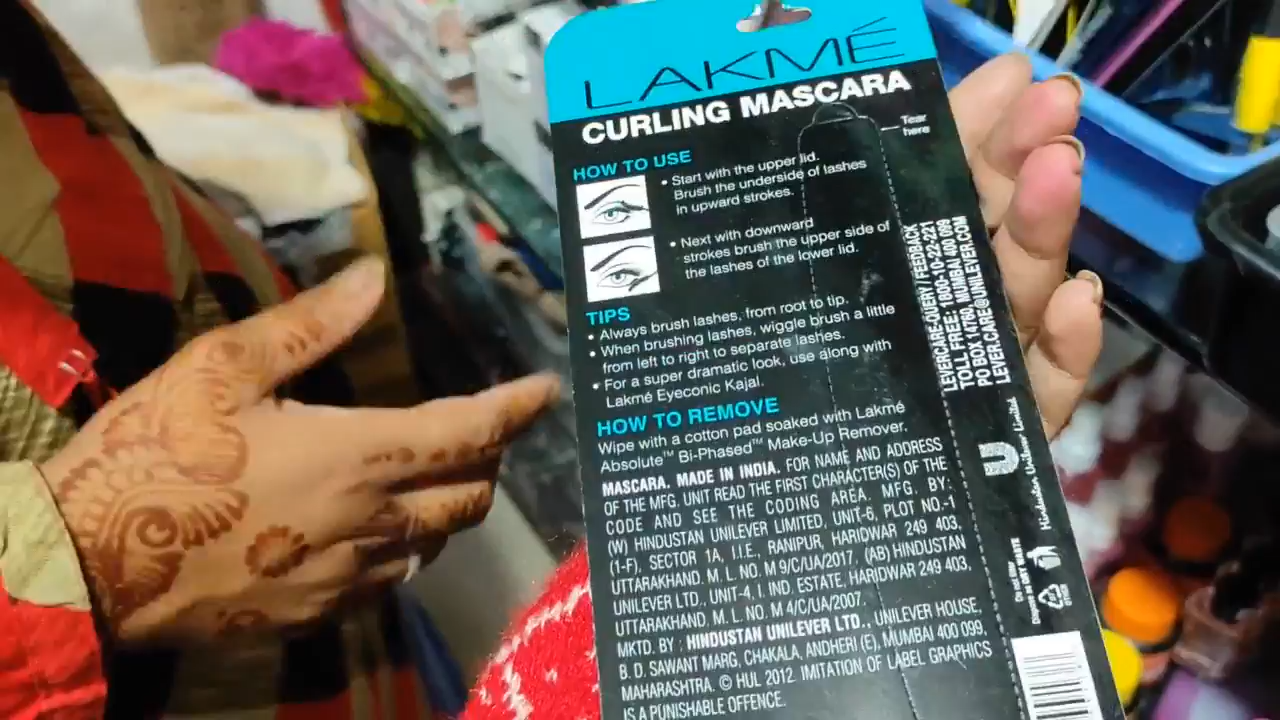 LAKMÉ
CURLING MASCARA
Tear
here
HOW TO USE
• Start with the upper lid.
Brush the underside of lashes
in upward strokes.
• Next with downward
strokes brush the upper side of
the lashes of the lower lid.
TIPS
• Always brush lashes, from root to tip.
• When brushing lashes, wiggle brush a little
from left to right to separate lashes.
• For a super dramatic look, use along with
Lakmé Eyeconic Kajal.
HOW TO REMOVE
Wipe with a cotton pad soaked with Lakmé
Absolute™ Bi-Phased™ Make-Up Remover.
MASCARA. MADE IN INDIA. FOR NAME AND ADDRESS
OF THE MFG. UNIT READ THE FIRST CHARACTER(S) OF THE
CODE AND SEE THE CODING AREA. MFG. BY:
(W) HINDUSTAN UNILEVER LIMITED, UNIT-6, PLOT NO.-1
(1-F), SECTOR 1A, I.I.E., RANIPUR, HARIDWAR 249 403,
UTTARAKHAND. M. L. NO. M 9/C/UA/2017, (AB) HINDUSTAN
UNILEVER LTD., UNIT-4, I. IND. ESTATE, HARIDWAR 249 403,
UTTARAKHAND. M. L. NO. M 4/C/UA/2007.
MKTD. BY : HINDUSTAN UNILEVER LTD., UNILEVER HOUSE,
B. D. SAWANT MARG, CHAKALA, ANDHERI (E), MUMBAI 400 099,
MAHARASHTRA. © HUL 2012. IMITATION OF LABEL GRAPHICS
IS A PUNISHABLE OFFENCE.
LEVERCARE-QUERY / FEEDBACK
TOLL FREE: 1800-10-22-221
PO BOX 14760 MUMBAI 400 099
LEVER.CARE@UNILEVER.COM
Hindustan Unilever Limited